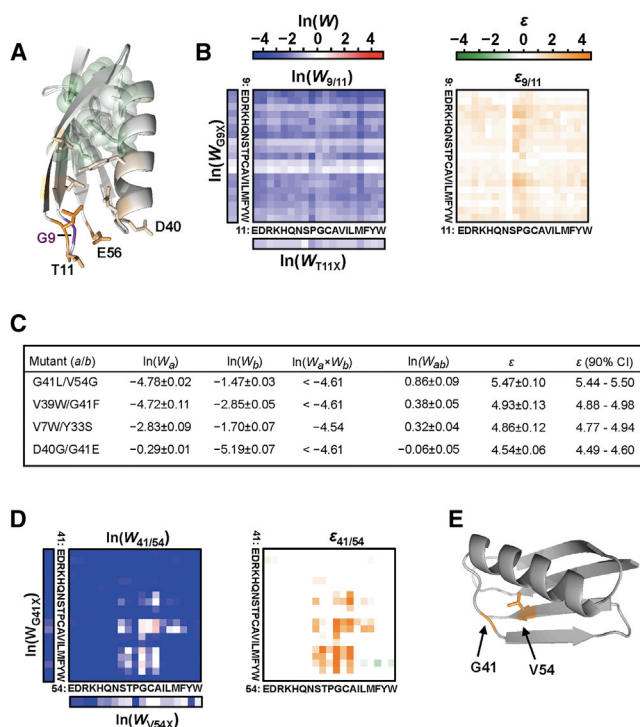 A
G9
T11
E56
D40
B
ln(W)
−4 −2 0 2 4
ln(W9/11)
ln(WG9X)
9: EDRKHQNSTPGCAVILMFYW
11: EDRKHQNSPGCAVILMFYW
ln(WT11X)
ε
−4 −2 0 2 4
ε9/11
9: EDRKHQNSTPCAVILMFYW
11: EDRKHQNSPGCAVILMFYW
C
Mutant (a/b) ln(Wa) ln(Wb) ln(Wa×Wb) ln(Wab) ε ε (90% CI)
G41L/V54G −4.78±0.02 −1.47±0.03 < −4.61 0.86±0.09 5.47±0.10 5.44 - 5.50
V39W/G41F −4.72±0.11 −2.85±0.05 < −4.61 0.38±0.05 4.93±0.13 4.88 - 4.98
V7W/Y33S −2.83±0.09 −1.70±0.07 −4.54 0.32±0.04 4.86±0.12 4.77 - 4.94
D40G/G41E −0.29±0.01 −5.19±0.07 < −4.61 −0.06±0.05 4.54±0.06 4.49 - 4.60
D
ln(W41/54)
ln(WG41X)
41: EDRKHQNSTPCAVILMFYW
54: EDRKHQNSTPGCAILMFYW
ln(WV54X)
ε41/54
41: EDRKHQNSTPCAVILMFYW
54: EDRKHQNSTPGCAILMFYW
E
G41
V54